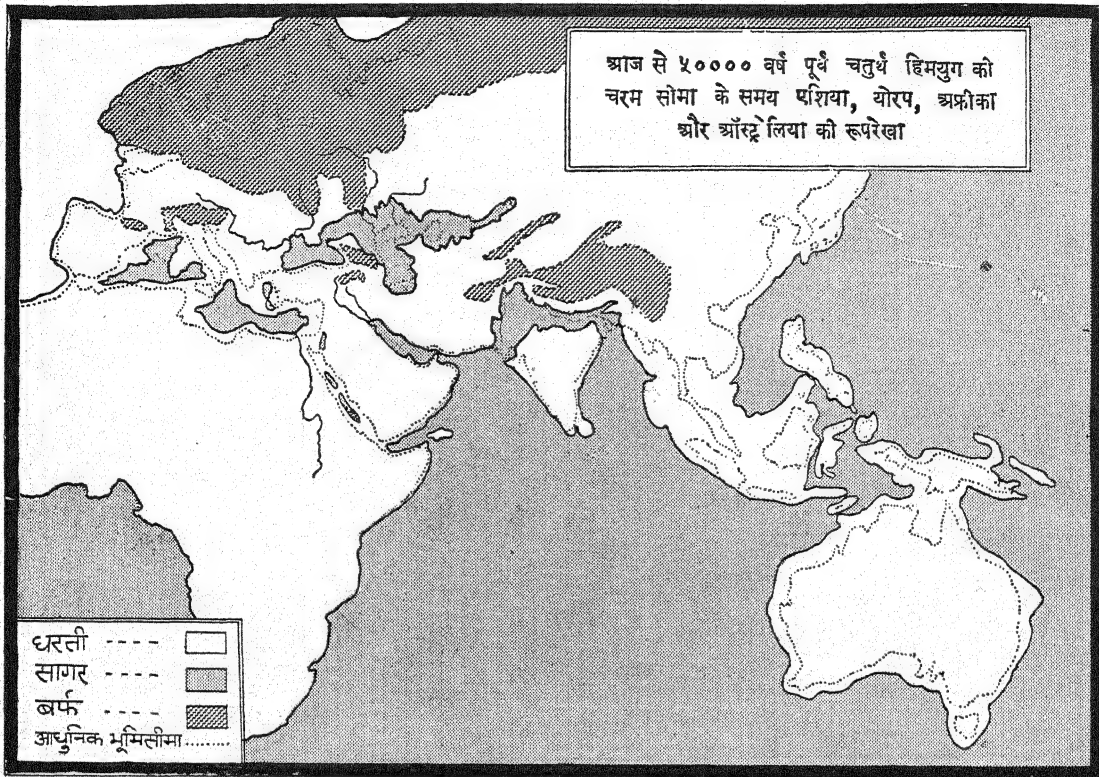 आज से ५०००० वर्ष पूर्व चतुर्थ हिमयुग की
चरम सीमा के समय एशिया, योरप, अफ्रीका
और ऑस्ट्रेलिया की रूपरेखा
धरती ----
सागर ----
बर्फ ----
आधुनिक भूमिसीमा ........